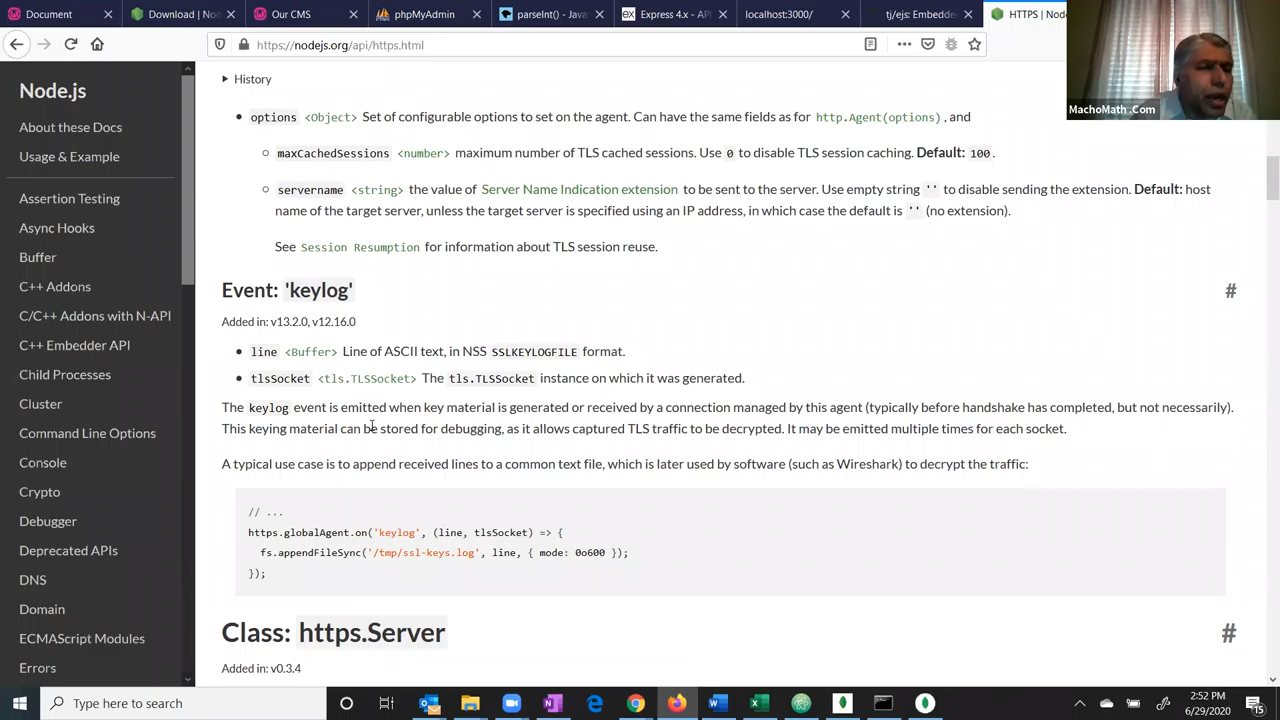 Document
Download | Nod
Our CMS
phpMyAdmin
parseInt() - Java
Express 4.x - API
localhost:3000/
tj/ejs: Embedde
HTTPS | Nod
https://nodejs.org/api/https.html
Node.js
About these Docs
Usage & Example
Assertion Testing
Async Hooks
Buffer
C++ Addons
C/C++ Addons with N-API
C++ Embedder API
Child Processes
Cluster
Command Line Options
Console
Crypto
Debugger
Deprecated APIs
DNS
Domain
ECMAScript Modules
Errors
History
options <Object> Set of configurable options to set on the agent. Can have the same fields as for http.Agent(options), and
maxCachedSessions <number> maximum number of TLS cached sessions. Use 0 to disable TLS session caching. Default: 100.
servername <string> the value of Server Name Indication extension to be sent to the server. Use empty string '' to disable sending the extension. Default: host
name of the target server, unless the target server is specified using an IP address, in which case the default is '' (no extension).
See Session Resumption for information about TLS session reuse.
Event: 'keylog'
#
Added in: v13.2.0, v12.16.0
line <Buffer> Line of ASCII text, in NSS SSLKEYLOGFILE format.
tlsSocket <tls.TLSSocket> The tls.TLSSocket instance on which it was generated.
The keylog event is emitted when key material is generated or received by a connection managed by this agent (typically before handshake has completed, but not necessarily).
This keying material can be stored for debugging, as it allows captured TLS traffic to be decrypted. It may be emitted multiple times for each socket.
A typical use case is to append received lines to a common text file, which is later used by software (such as Wireshark) to decrypt the traffic:
// ...
https.globalAgent.on('keylog', (line, tlsSocket) => {
fs.appendFileSync('/tmp/ssl-keys.log', line, { mode: 0o600 });
});
Class: https.Server
#
Added in: v0.3.4
MachoMath .Com
Type here to search
2:52 PM
6/29/2020
15